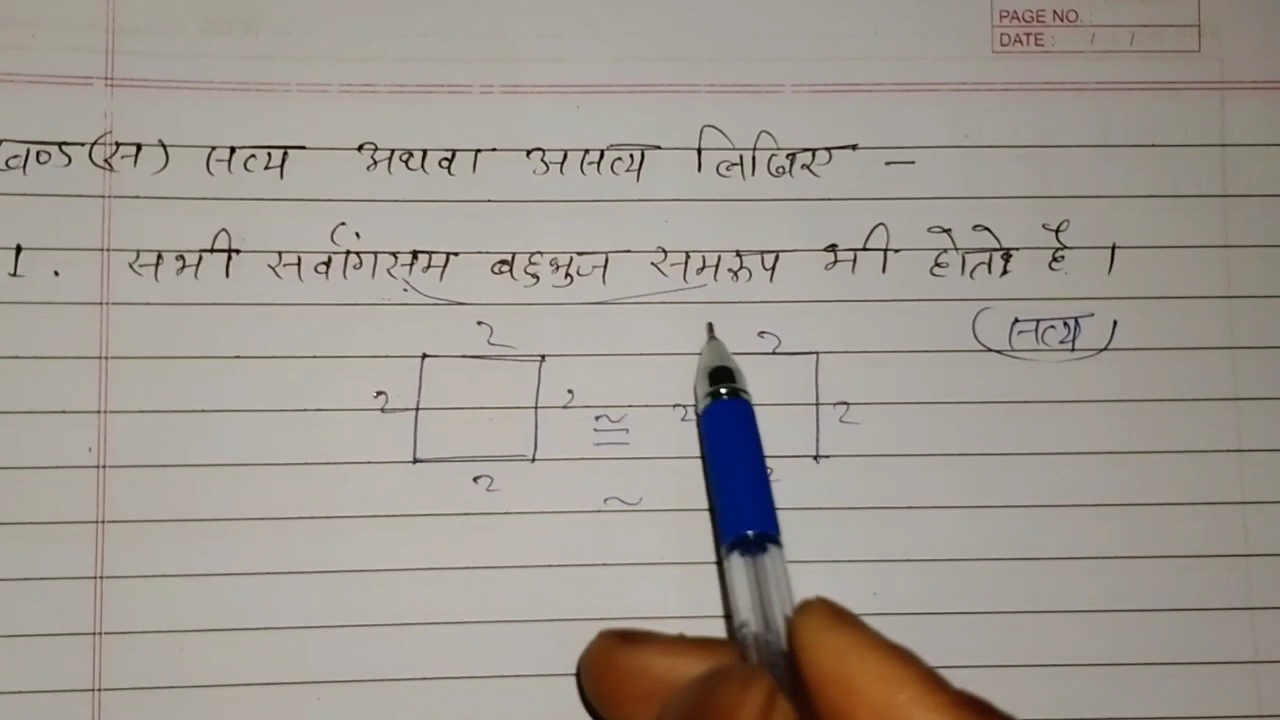 PAGE NO. :
DATE : / /
खण्ड (स) सत्य अथवा असत्य लिखिए -
1. सभी सर्वांगसम बहुभुज समरूप भी होते है ।
(सत्य)
2 2
2 2 ≅ 2 2
2 ~ 2